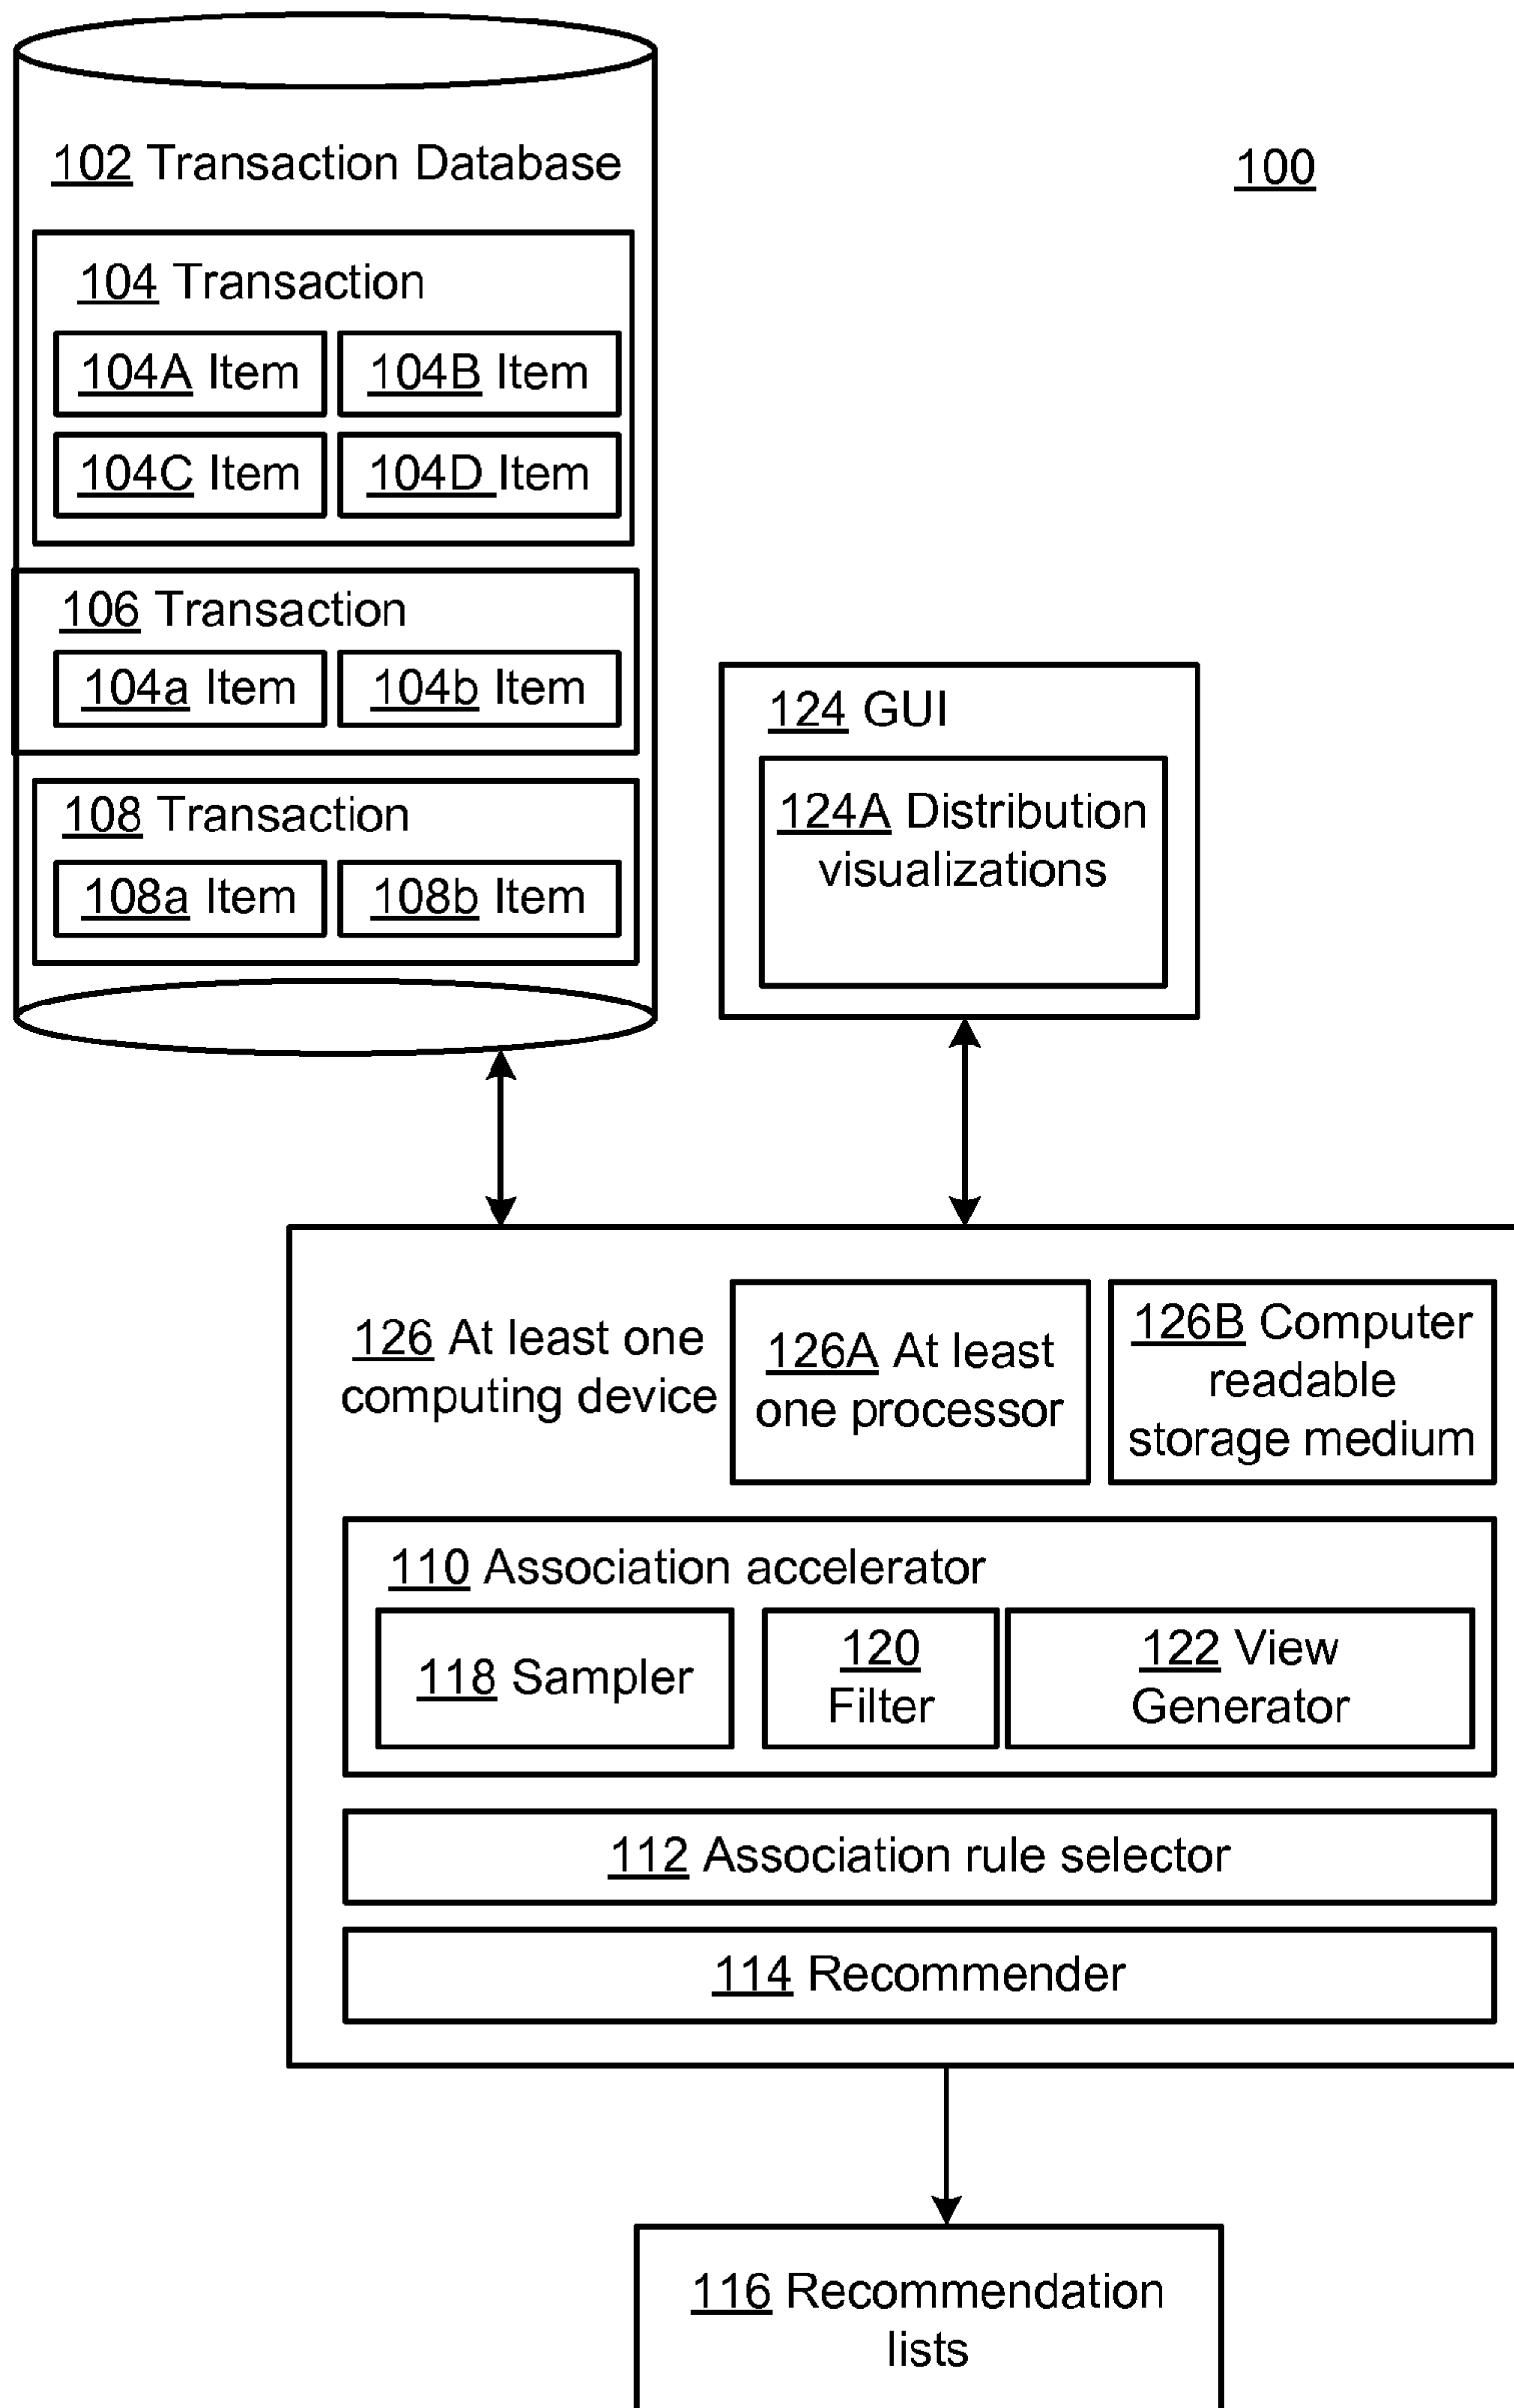 102 Transaction Database
100
104 Transaction
104A Item
104B Item
104C Item
104D Item
106 Transaction
104a Item
104b Item
108 Transaction
108a Item
108b Item
124 GUI
124A Distribution
visualizations
126 At least one
computing device
126A At least
one processor
126B Computer
readable
storage medium
110 Association accelerator
118 Sampler
120
Filter
122 View
Generator
112 Association rule selector
114 Recommender
116 Recommendation
lists